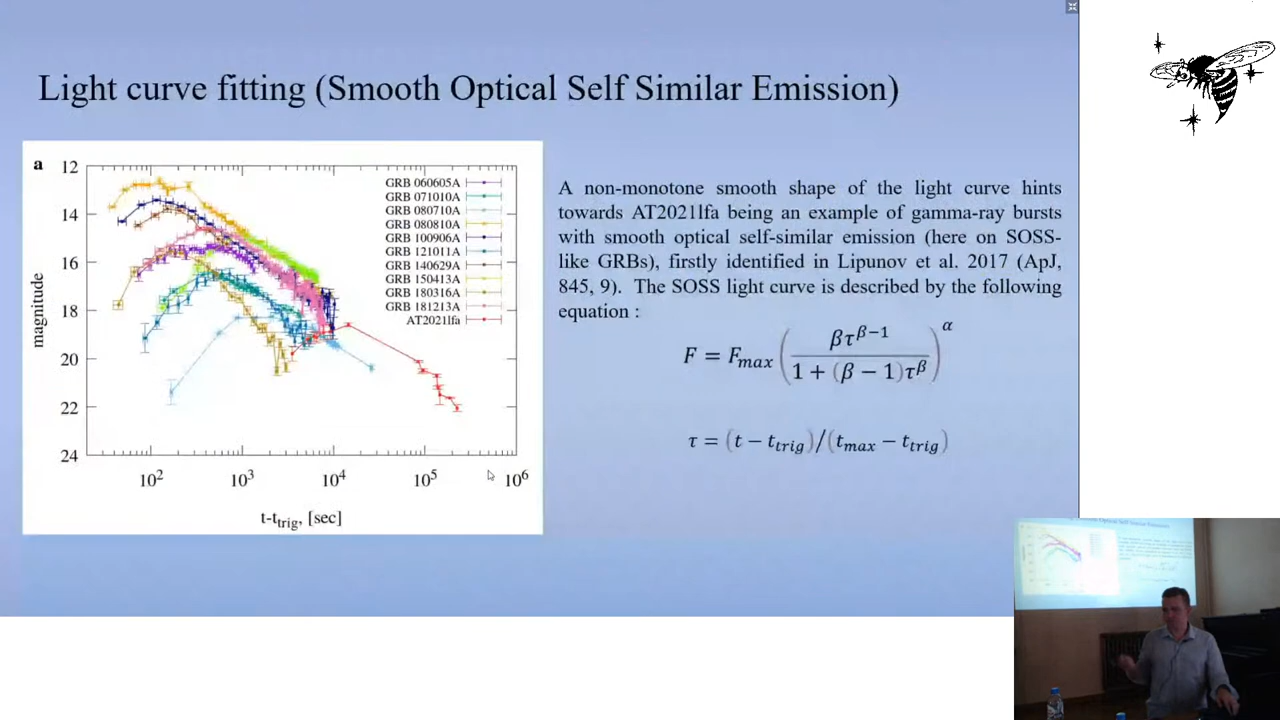 Light curve fitting (Smooth Optical Self Similar Emission)
a
12
14
16
18
20
22
24
magnitude
10²
10³
10⁴
10⁵
10⁶
t-t_trig, [sec]
GRB 060605A
GRB 071010A
GRB 080710A
GRB 080810A
GRB 100906A
GRB 121011A
GRB 140629A
GRB 150413A
GRB 180316A
GRB 181213A
AT2021lfa
A non-monotone smooth shape of the light curve hints
towards AT2021lfa being an example of gamma-ray bursts
with smooth optical self-similar emission (here on SOSS-
like GRBs), firstly identified in Lipunov et al. 2017 (ApJ,
845, 9). The SOSS light curve is described by the following
equation :
F = F_max (βτ^(β−1) / (1 + (β − 1)τ^β))^α
τ = (t − t_trig)/(t_max − t_trig)